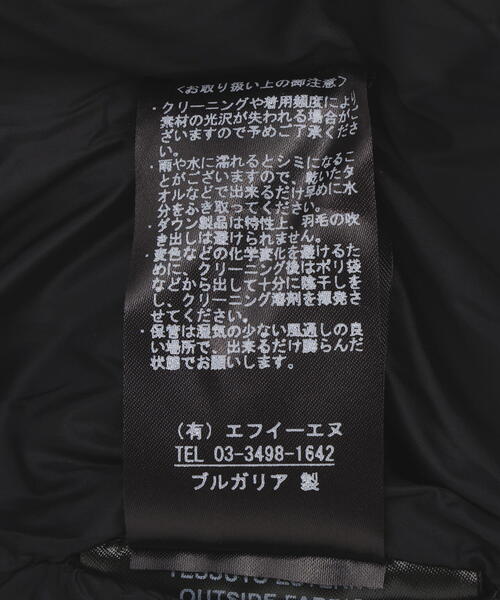 〈お取り扱い上の御注意〉
・クリーニングや着用頻度により
素材の光沢が失われる場合がご
ざいますので予めご了承くださ
い。
・雨や水に濡れるとシミになるこ
とがございますので、乾いたタ
オルなどで出来るだけ早めに水
分をふき取ってください。
・ダウン製品は特性上、羽毛の吹
き出しは避けられません。
・変色などの化学変化を避けるた
めに、クリーニング後はポリ袋
などから出して十分に陰干しを
し、クリーニング溶剤を揮発さ
せてください。
・保管は湿気の少ない風通しの良
い場所で、出来るだけ膨らんだ
状態でお願いします。
(有) エフイーエヌ
TEL 03-3498-1642
ブルガリア 製
TESSUTO ESTERNO
OUTSIDE FABRIC